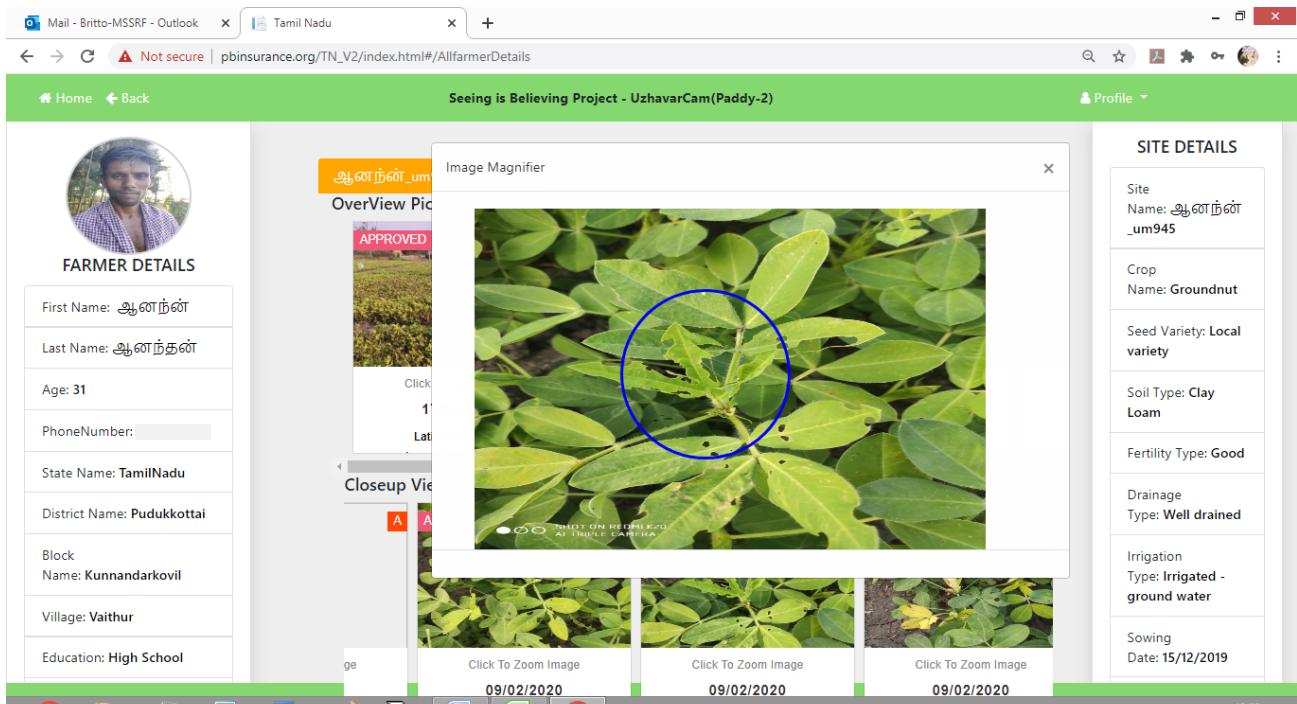 Mail - Britto-MSSRF - Outlook
Tamil Nadu
Not secure | pbinsurance.org/TN_V2/index.html#/AllfarmerDetails
Home Back
Seeing is Believing Project - UzhavarCam(Paddy-2)
Profile
FARMER DETAILS
First Name: ஆனந்ன்
Last Name: ஆனந்தன்
Age: 31
PhoneNumber:
State Name: TamilNadu
District Name: Pudukkottai
Block
Name: Kunnandarkovil
Village: Vaithur
Education: High School
ஆனந்ன்_um
OverView Pic
APPROVED
Click
17
Lati
Closeup Vie
A
A
Image Magnifier
SHOT ON REDMI K20
AI TRIPLE CAMERA
ge
Click To Zoom Image
09/02/2020
Click To Zoom Image
09/02/2020
Click To Zoom Image
09/02/2020
SITE DETAILS
Site
Name: ஆனந்ன்
_um945
Crop
Name: Groundnut
Seed Variety: Local
variety
Soil Type: Clay
Loam
Fertility Type: Good
Drainage
Type: Well drained
Irrigation
Type: Irrigated -
ground water
Sowing
Date: 15/12/2019